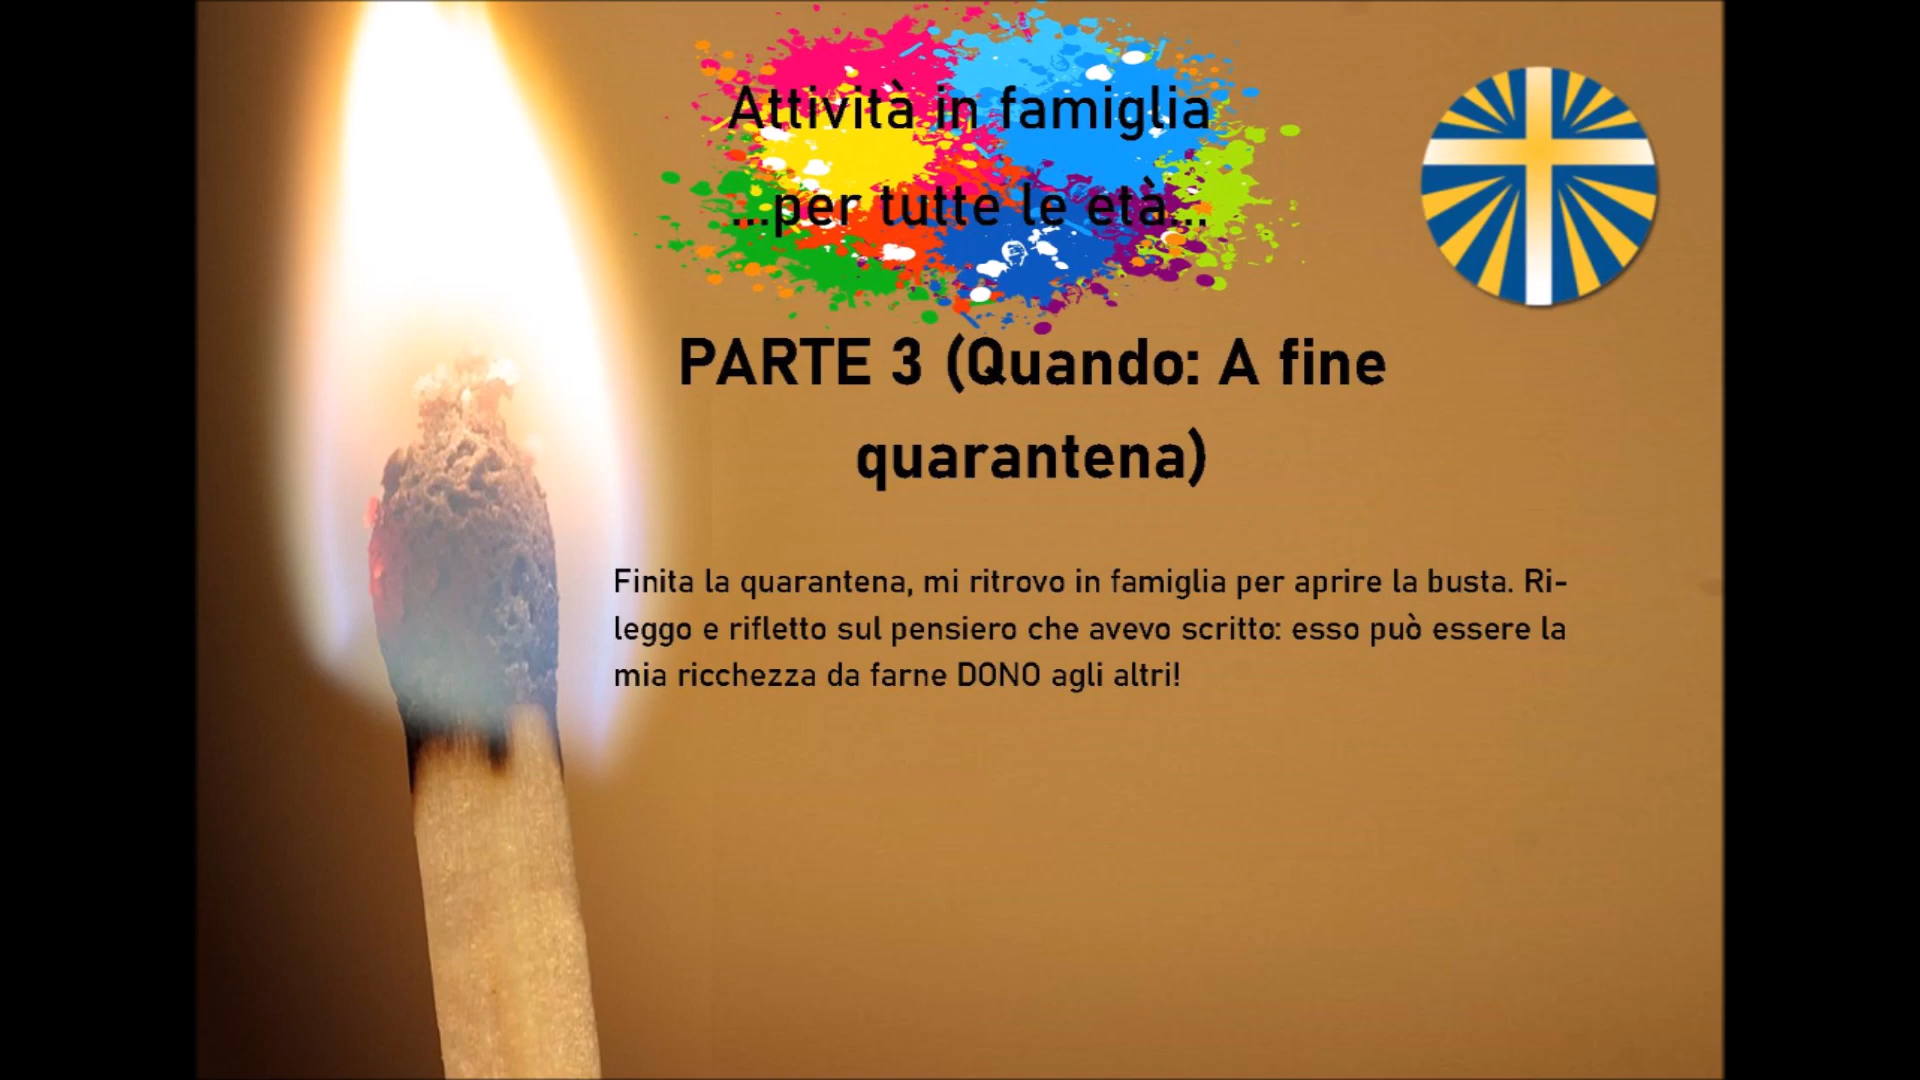 Attività in famiglia
...per tutte le età...
PARTE 3 (Quando: A fine
quarantena)
Finita la quarantena, mi ritrovo in famiglia per aprire la busta. Ri-
leggo e rifletto sul pensiero che avevo scritto: esso può essere la
mia ricchezza da farne DONO agli altri!